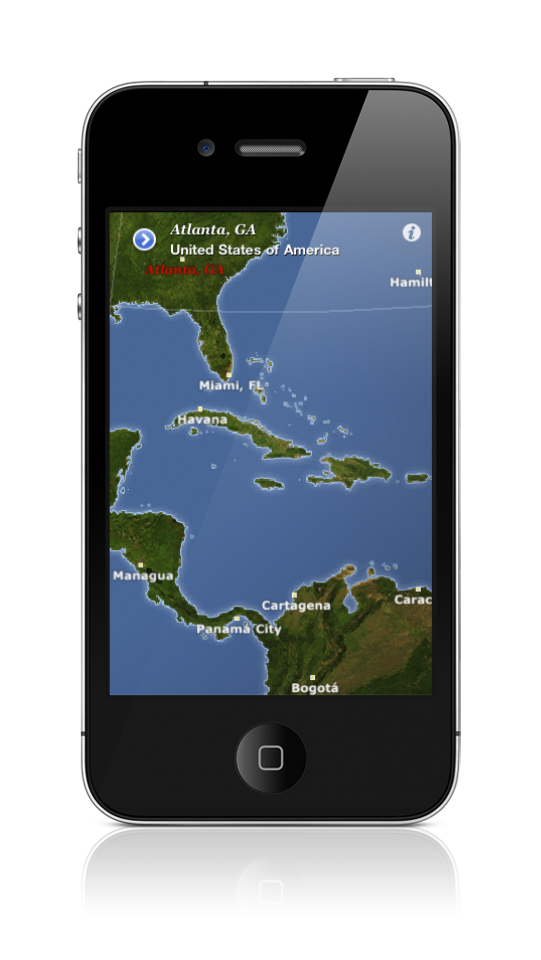 Atlanta, GA
United States of America
Atlanta, GA
Hamilt
Miami, FL
Havana
Managua
Cartagena
Carac
Panamá City
Bogotá